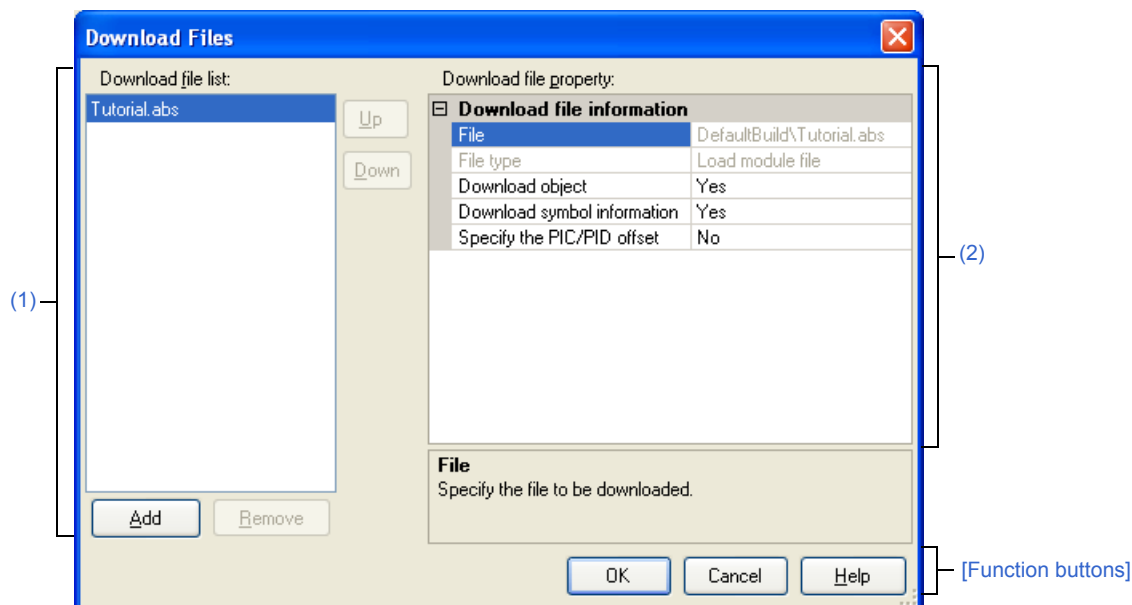 Download Files
Download file list:
Tutorial.abs
Up
Down
Add
Remove
Download file property:
Download file information
File DefaultBuild\Tutorial.abs
File type Load module file
Download object Yes
Download symbol information Yes
Specify the PIC/PID offset No
File
Specify the file to be downloaded.
OK Cancel Help
(1)
(2)
[Function buttons]